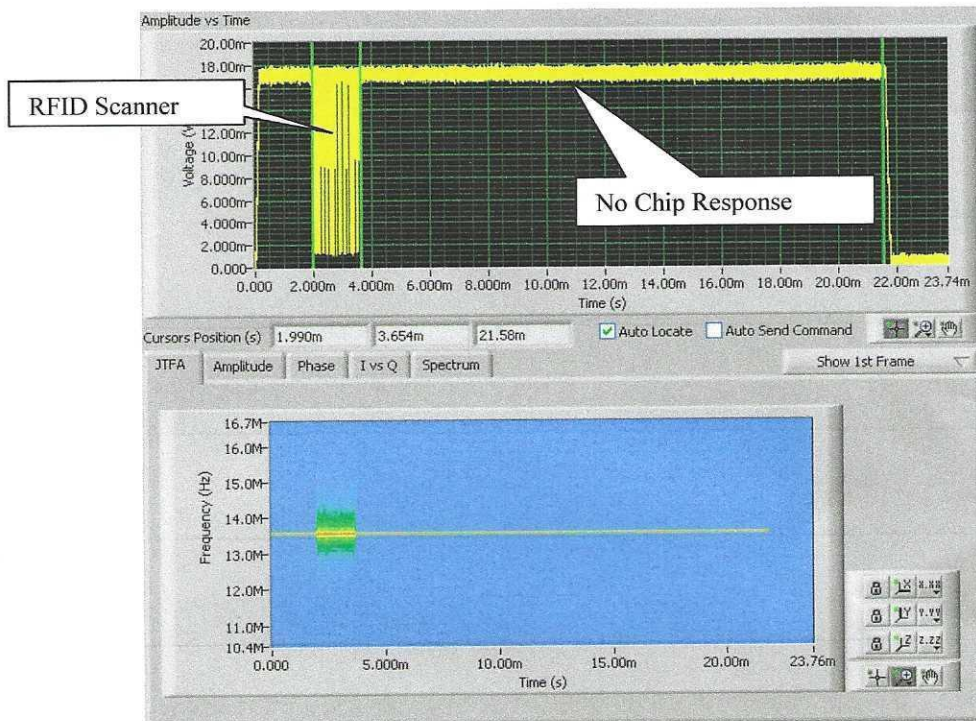 Amplitude vs Time
20.00m
18.00m
RFID Scanner
12.00m
10.00m
8.000m
6.000m
4.000m
2.000m
0.000
Voltage (V
No Chip Response
0.000 2.000m 4.000m 6.000m 8.000m 10.00m 12.00m 14.00m 16.00m 18.00m 20.00m 22.00m 23.74m
Time (s)
Cursors Position (s) 1.990m 3.654m 21.58m Auto Locate Auto Send Command
JTFA Amplitude Phase I vs Q Spectrum Show 1st Frame
16.7M
16.0M
15.0M
14.0M
13.0M
12.0M
11.0M
10.4M
Frequency (Hz)
0.000 5.000m 10.00m 15.00m 20.00m 23.76m
Time (s)
X X.XX
Y Y.YY
Z Z.ZZ